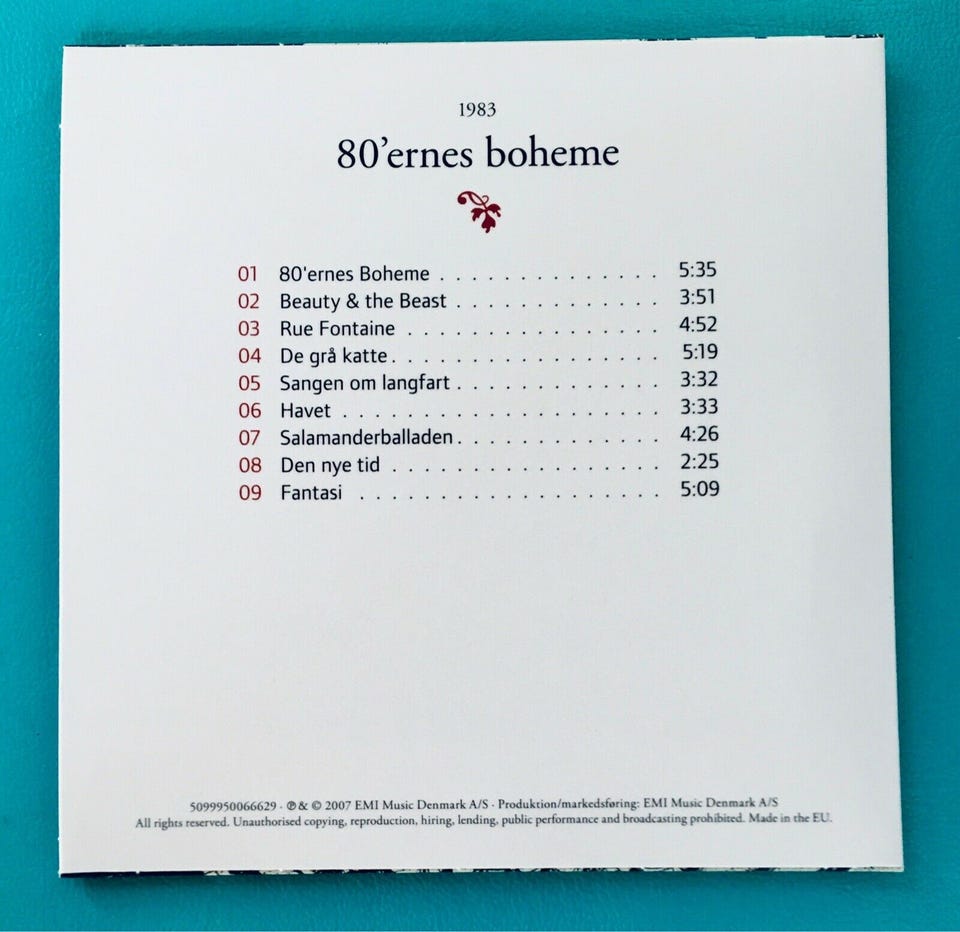 1983
80’ernes boheme
01 80'ernes Boheme . . . . . . . . . . . . . . 5:35
02 Beauty & the Beast . . . . . . . . . . . . . 3:51
03 Rue Fontaine . . . . . . . . . . . . . . . . 4:52
04 De grå katte . . . . . . . . . . . . . . . . . 5:19
05 Sangen om langfart . . . . . . . . . . . . . 3:32
06 Havet . . . . . . . . . . . . . . . . . . . . 3:33
07 Salamanderballaden . . . . . . . . . . . . . 4:26
08 Den nye tid . . . . . . . . . . . . . . . . . 2:25
09 Fantasi . . . . . . . . . . . . . . . . . . . 5:09
5099950066629 · ℗ & © 2007 EMI Music Denmark A/S · Produktion/markedsføring: EMI Music Denmark A/S
All rights reserved. Unauthorised copying, reproduction, hiring, lending, public performance and broadcasting prohibited. Made in the EU.